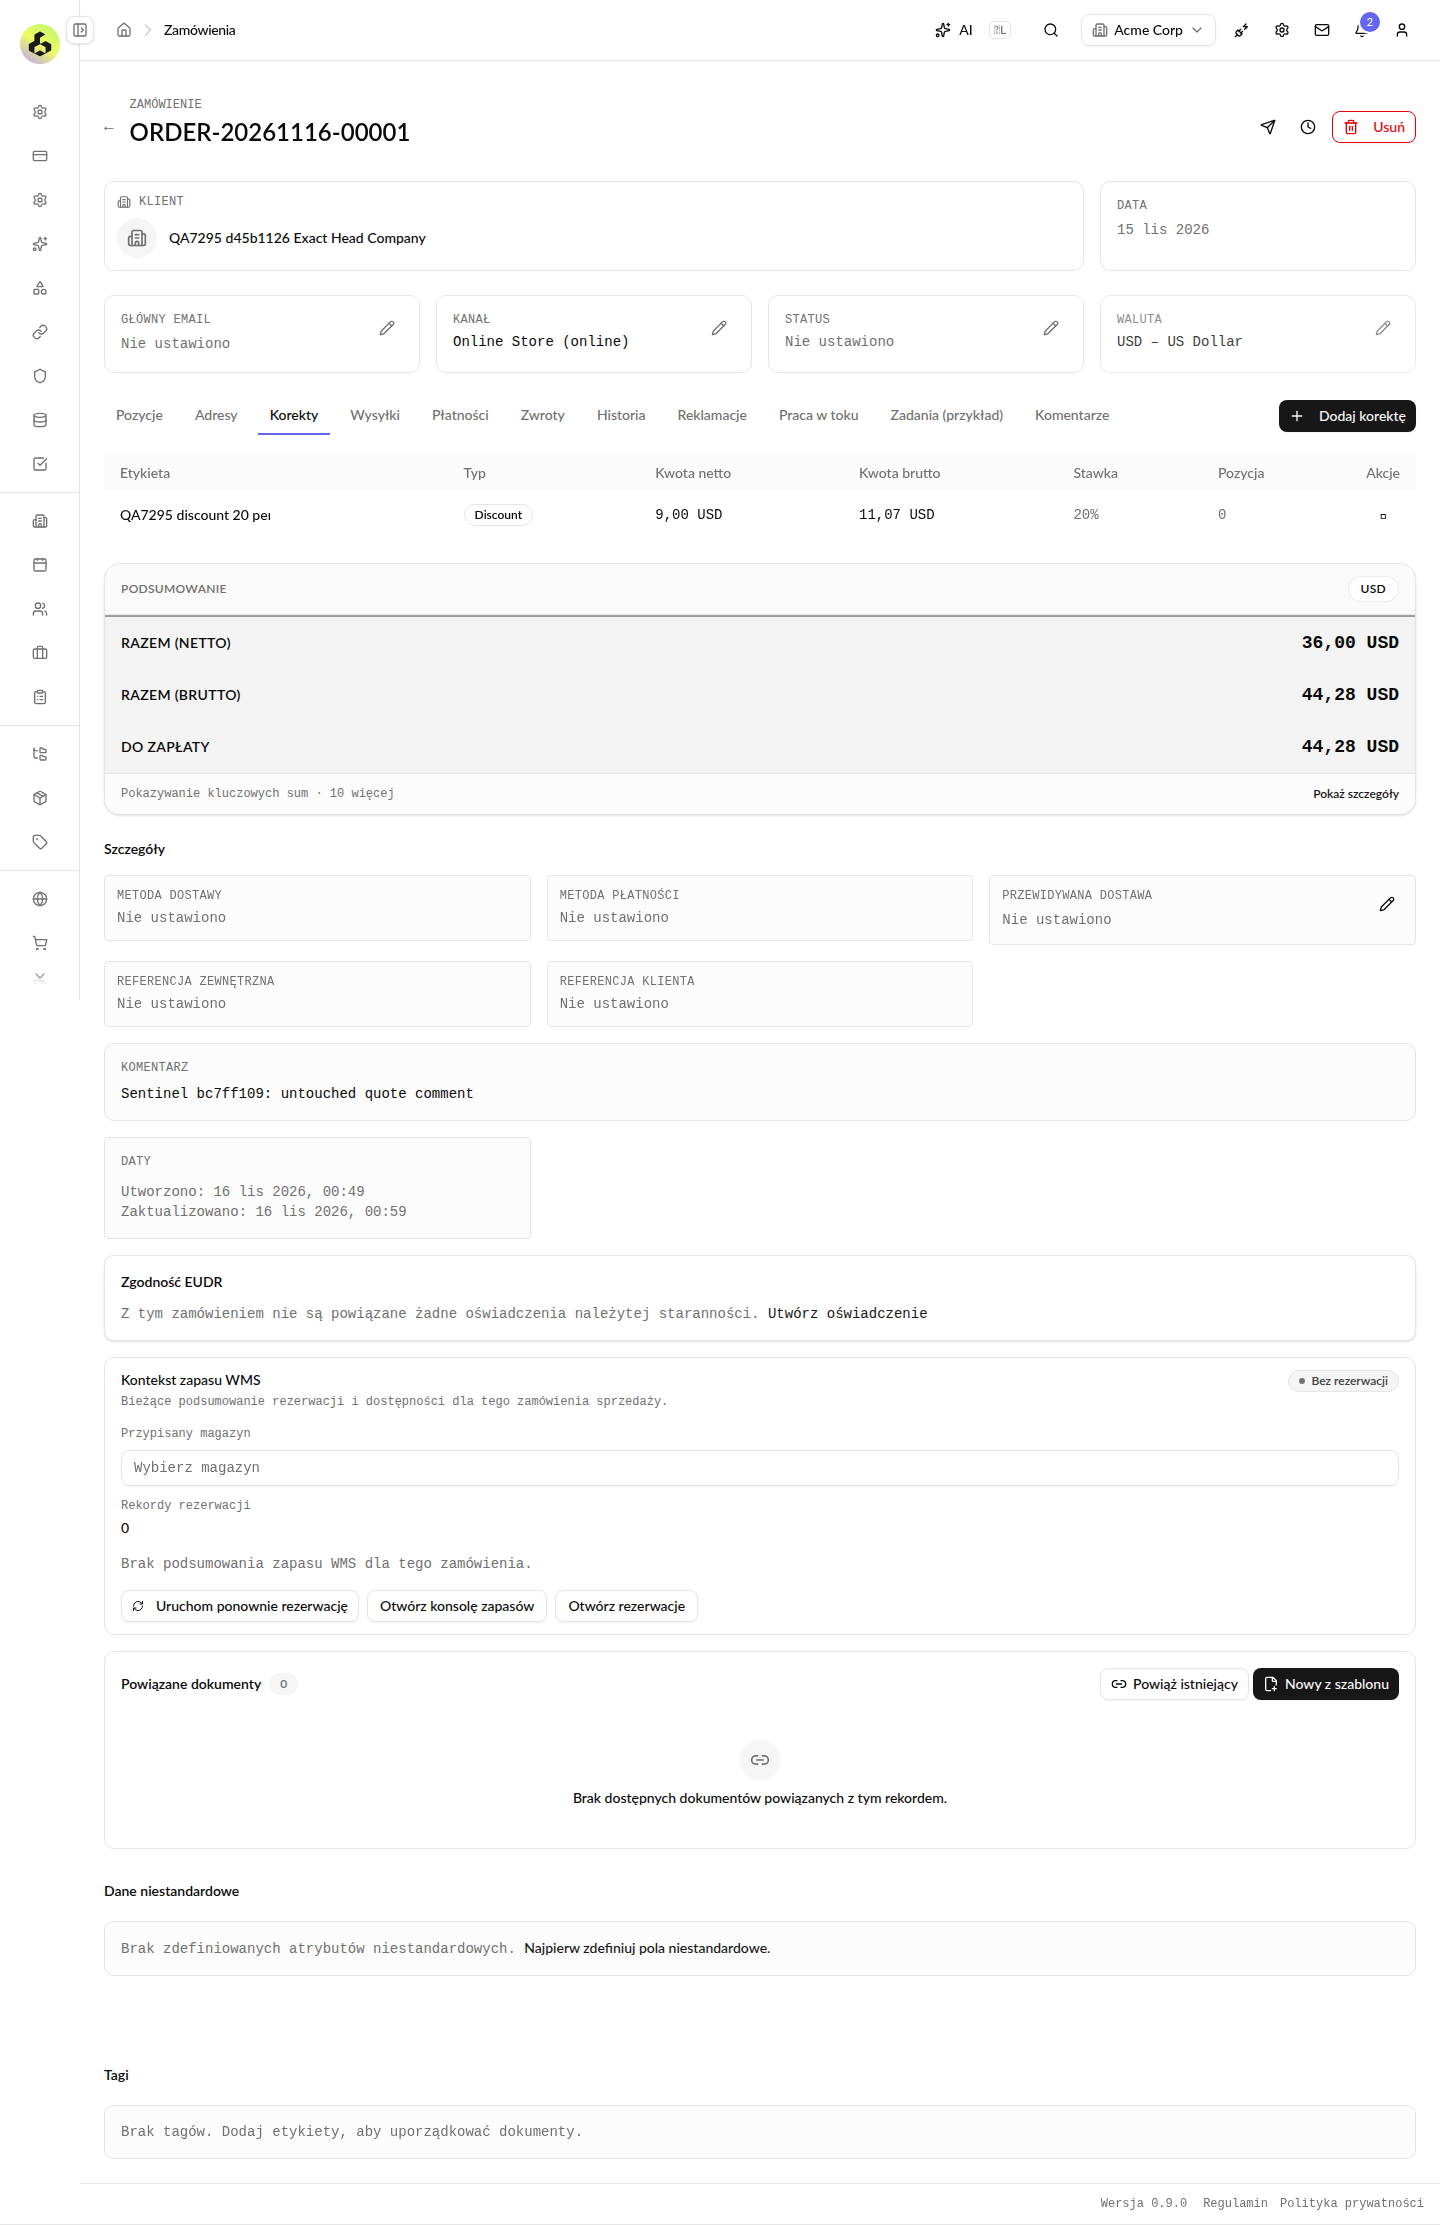 Zamówienia
AI
L
Acme Corp
2
ZAMÓWIENIE
← ORDER-20261116-00001
Usuń
KLIENT
QA7295 d45b1126 Exact Head Company
DATA
15 lis 2026
GŁÓWNY EMAIL
Nie ustawiono
KANAŁ
Online Store (online)
STATUS
Nie ustawiono
WALUTA
USD – US Dollar
Pozycje Adresy Korekty Wysyłki Płatności Zwroty Historia Reklamacje Praca w toku Zadania (przykład) Komentarze
Dodaj korektę
Etykieta Typ Kwota netto Kwota brutto Stawka Pozycja Akcje
QA7295 discount 20 per Discount 9,00 USD 11,07 USD 20% 0
PODSUMOWANIE USD
RAZEM (NETTO) 36,00 USD
RAZEM (BRUTTO) 44,28 USD
DO ZAPŁATY 44,28 USD
Pokazywanie kluczowych sum · 10 więcej Pokaż szczegóły
Szczegóły
METODA DOSTAWY
Nie ustawiono
METODA PŁATNOŚCI
Nie ustawiono
PRZEWIDYWANA DOSTAWA
Nie ustawiono
REFERENCJA ZEWNĘTRZNA
Nie ustawiono
REFERENCJA KLIENTA
Nie ustawiono
KOMENTARZ
Sentinel bc7ff109: untouched quote comment
DATY
Utworzono: 16 lis 2026, 00:49
Zaktualizowano: 16 lis 2026, 00:59
Zgodność EUDR
Z tym zamówieniem nie są powiązane żadne oświadczenia należytej staranności. Utwórz oświadczenie
Kontekst zapasu WMS
Bez rezerwacji
Bieżące podsumowanie rezerwacji i dostępności dla tego zamówienia sprzedaży.
Przypisany magazyn
Wybierz magazyn
Rekordy rezerwacji
0
Brak podsumowania zapasu WMS dla tego zamówienia.
Uruchom ponownie rezerwację Otwórz konsolę zapasów Otwórz rezerwacje
Powiązane dokumenty 0
Powiąż istniejący Nowy z szablonu
Brak dostępnych dokumentów powiązanych z tym rekordem.
Dane niestandardowe
Brak zdefiniowanych atrybutów niestandardowych. Najpierw zdefiniuj pola niestandardowe.
Tagi
Brak tagów. Dodaj etykiety, aby uporządkować dokumenty.
Wersja 0.9.0 Regulamin Polityka prywatności